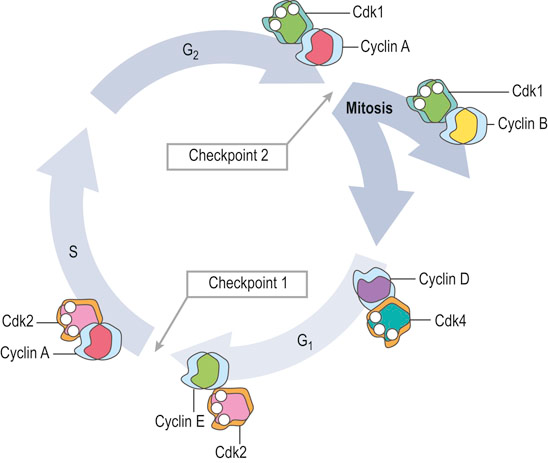 Cdk1
G2
Cyclin A
Cdk1
Mitosis
Cyclin B
Checkpoint 2
S
Checkpoint 1
Cyclin D
Cdk2
Cdk4
G1
Cyclin A
Cyclin E
Cdk2